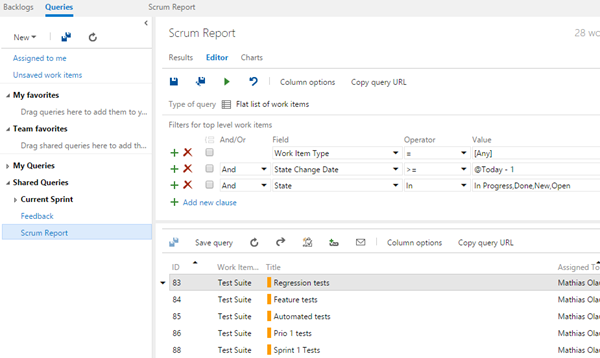 Backlogs Queries Scrum Report
New
Assigned to me
Unsaved work items
My favorites
Drag queries here to add them to y...
Team favorites
Drag shared queries here to add t...
My Queries
Shared Queries
Current Sprint
Feedback
Scrum Report
Scrum Report 28 wo
Results Editor Charts
Column options Copy query URL
Type of query Flat list of work items
Filters for top level work items
And/Or Field Operator Value
Work Item Type = [Any]
And State Change Date >= @Today - 1
And State In In Progress,Done,New,Open
Add new clause
Save query Column options Copy query URL
ID Work Item... Title Assigned To
83 Test Suite Regression tests Mathias Ola
84 Test Suite Feature tests Mathias Ola
85 Test Suite Automated tests Mathias Ola
86 Test Suite Prio 1 tests Mathias Ola
88 Test Suite Sprint 1 Tests Mathias Ola